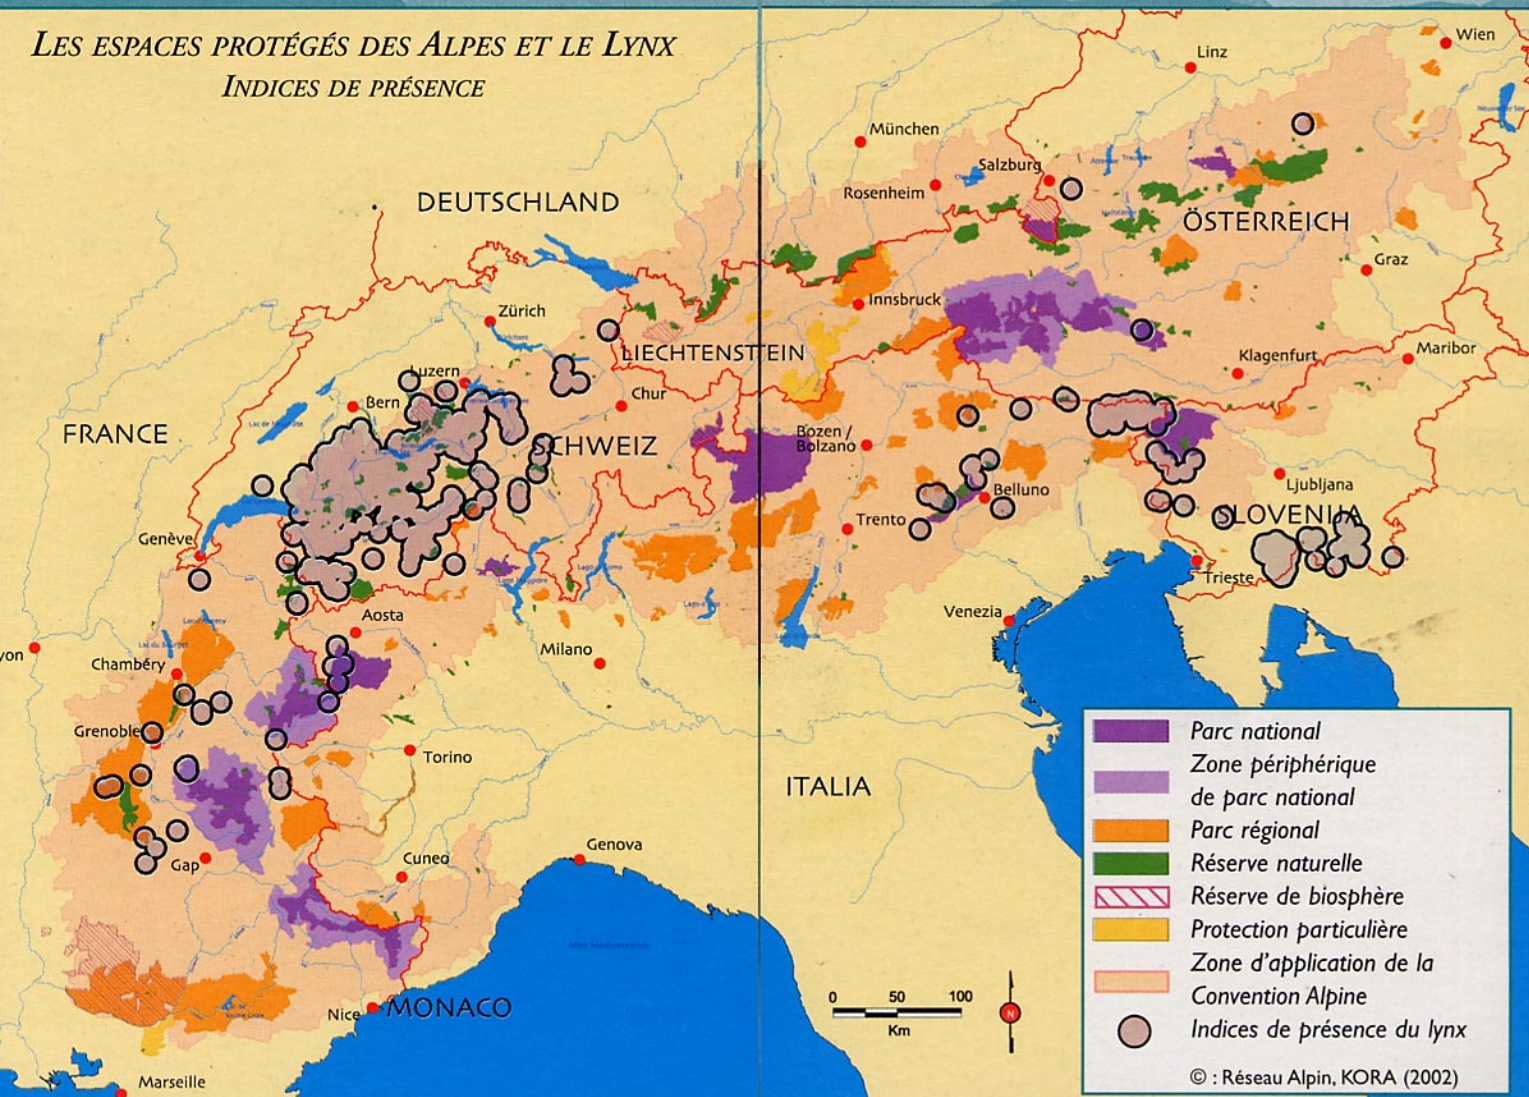 LES ESPACES PROTÉGÉS DES ALPES ET LE LYNX
INDICES DE PRÉSENCE
Wien
Linz
München
Salzburg
Rosenheim
DEUTSCHLAND
ÖSTERREICH
Graz
Innsbruck
Zürich
LIECHTENSTEIN
Klagenfurt
Maribor
Luzern
Chur
Bern
FRANCE
SCHWEIZ
Bozen /
Bolzano
Belluno
Ljubljana
Trento
SLOVENIJA
Genève
Trieste
Aosta
Venezia
Milano
yon
Chambéry
Grenoble
Torino
ITALIA
Genova
Cuneo
Gap
Nice
MONACO
Marseille
0 50 100
Km
N
Parc national
Zone périphérique
de parc national
Parc régional
Réserve naturelle
Réserve de biosphère
Protection particulière
Zone d'application de la
Convention Alpine
Indices de présence du lynx
© : Réseau Alpin, KORA (2002)